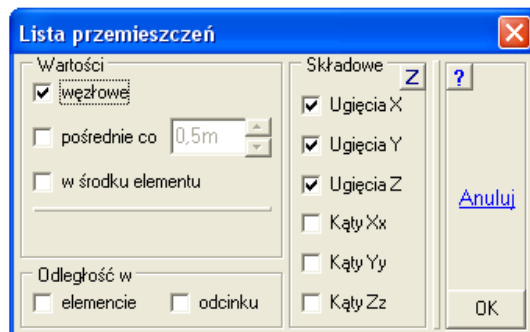 Lista przemieszczeń
Wartości
węzłowe
pośrednie co 0,5m
w środku elementu
Odległość w
elemencie odcinku
Składowe Z
Ugięcia X
Ugięcia Y
Ugięcia Z
Kąty Xx
Kąty Yy
Kąty Zz
?
Anuluj
OK